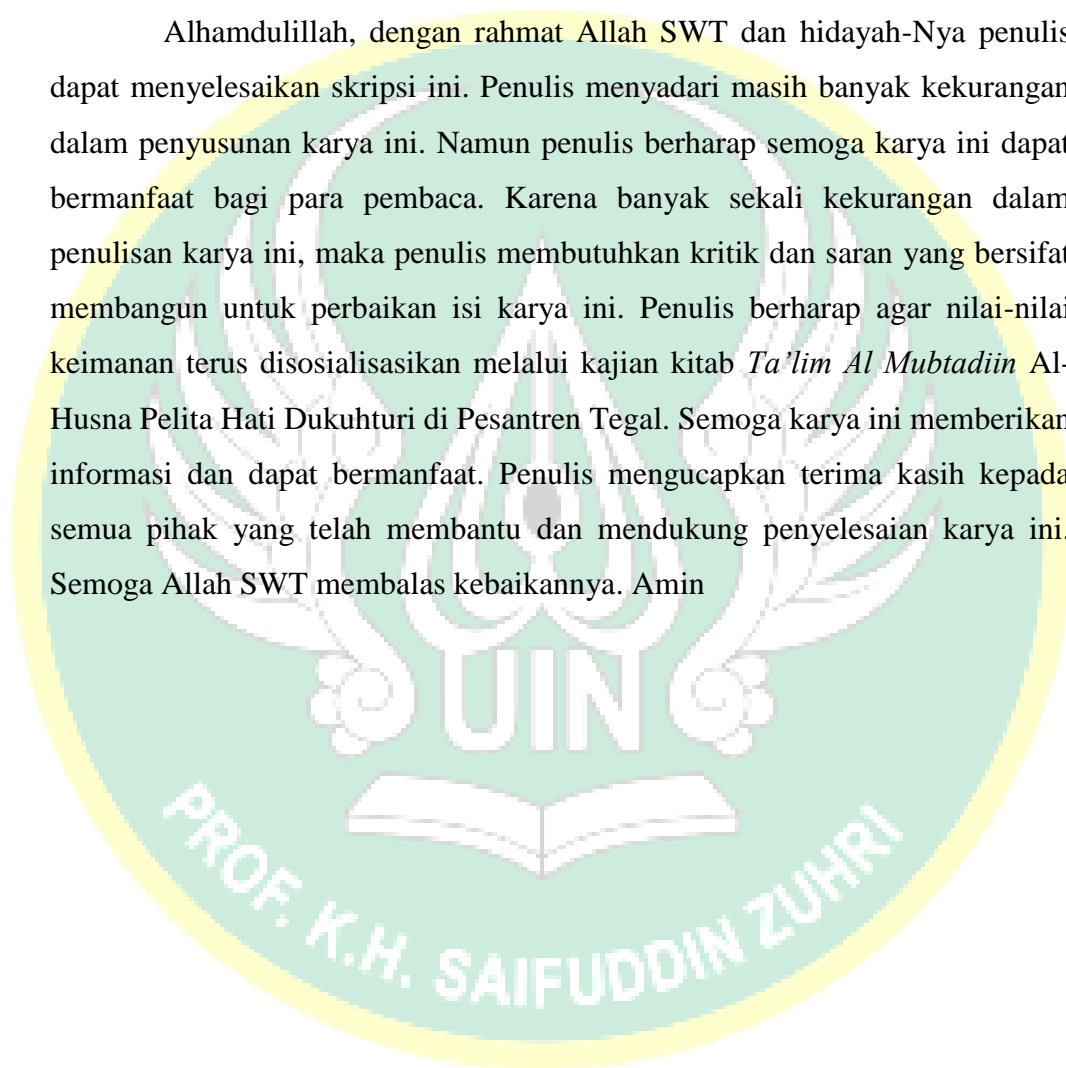 Alhamdulillah, dengan rahmat Allah SWT dan hidayah-Nya penulis
dapat menyelesaikan skripsi ini. Penulis menyadari masih banyak kekurangan
dalam penyusunan karya ini. Namun penulis berharap semoga karya ini dapat
bermanfaat bagi para pembaca. Karena banyak sekali kekurangan dalam
penulisan karya ini, maka penulis membutuhkan kritik dan saran yang bersifat
membangun untuk perbaikan isi karya ini. Penulis berharap agar nilai-nilai
keimanan terus disosialisasikan melalui kajian kitab Ta’lim Al Mubtadiin Al-
Husna Pelita Hati Dukuhturi di Pesantren Tegal. Semoga karya ini memberikan
informasi dan dapat bermanfaat. Penulis mengucapkan terima kasih kepada
semua pihak yang telah membantu dan mendukung penyelesaian karya ini.
Semoga Allah SWT membalas kebaikannya. Amin
UIN
PROF. K.H. SAIFUDDIN ZUHRI